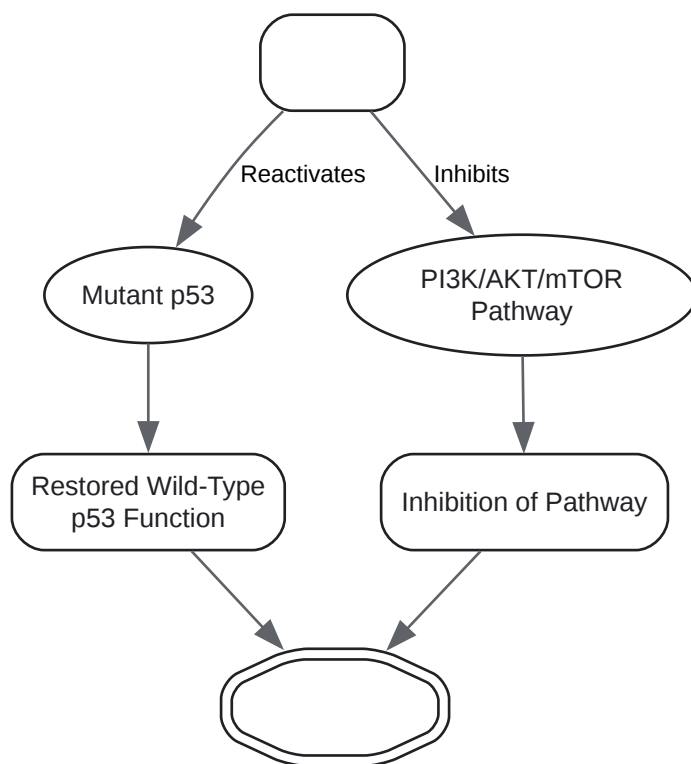 Reactivates
Inhibits
Mutant p53
PI3K/AKT/mTOR
Pathway
Restored Wild-Type
p53 Function
Inhibition of Pathway